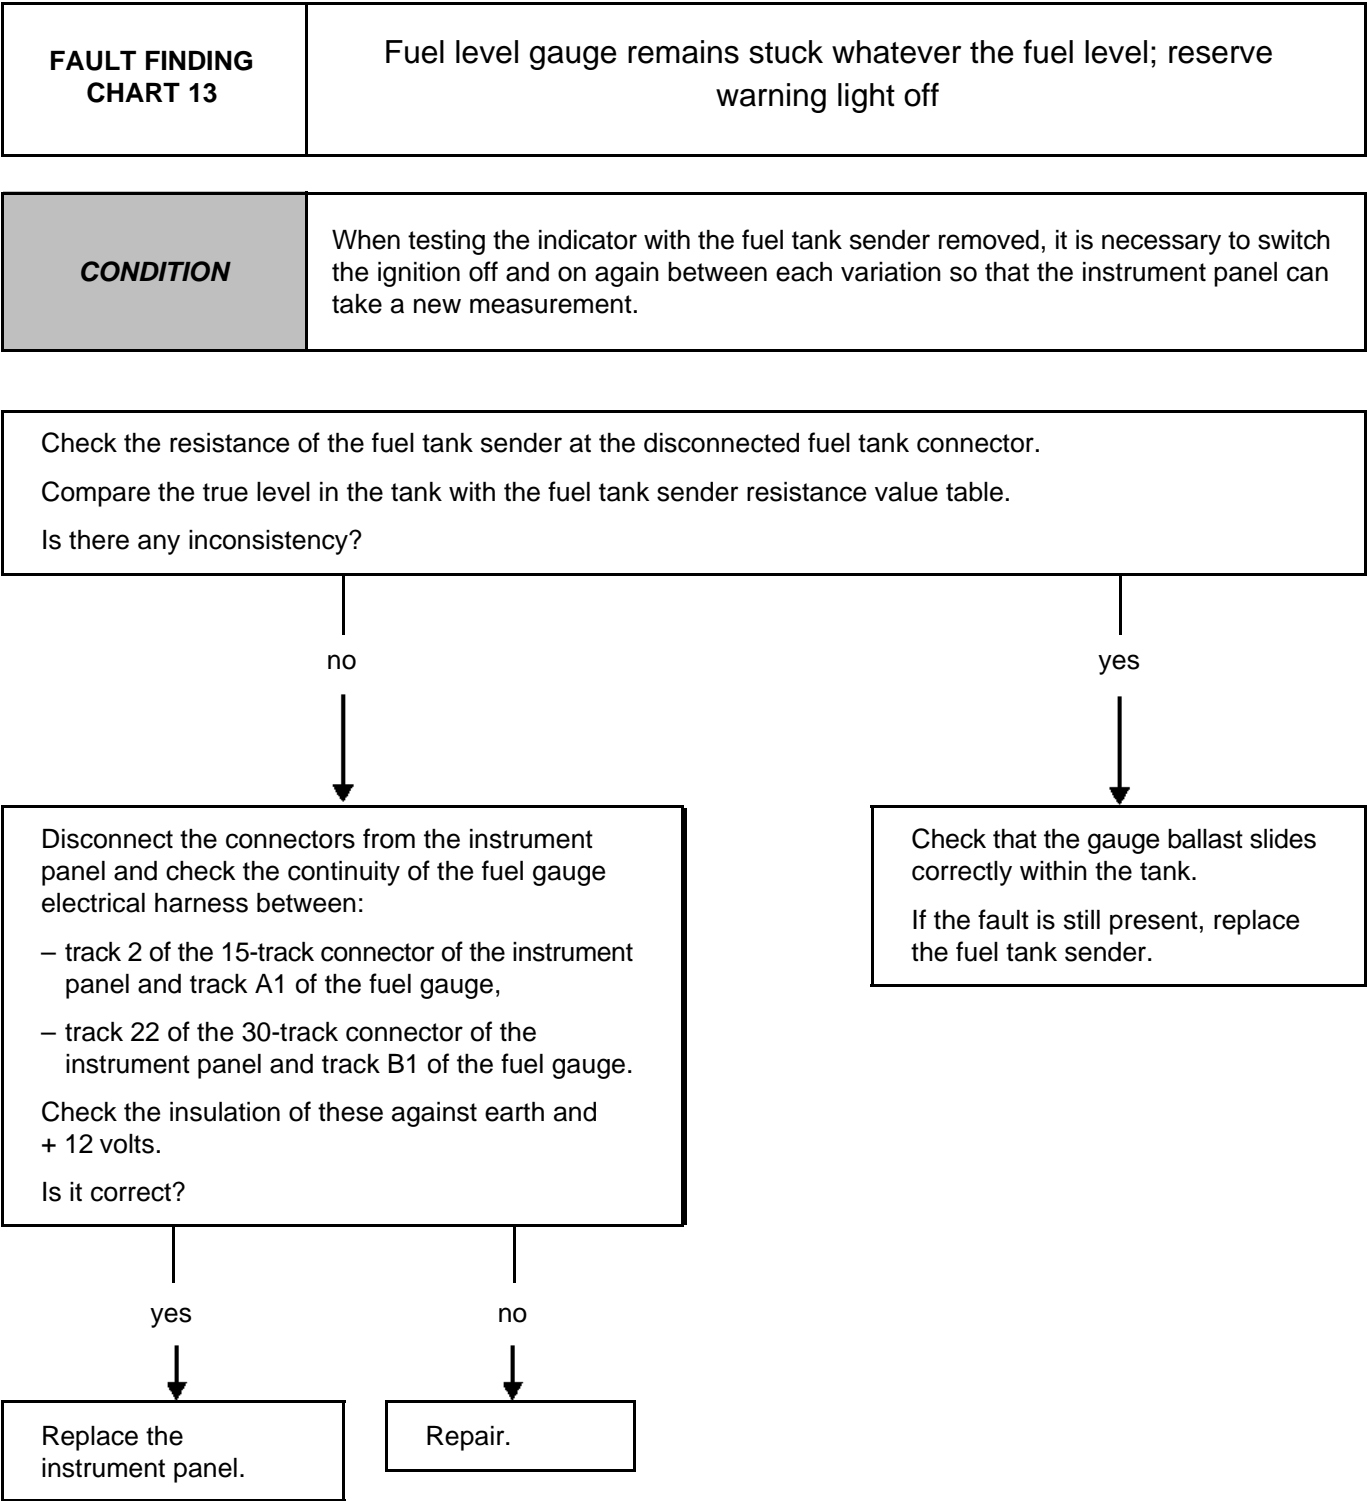 FAULT FINDING
CHART 13
Fuel level gauge remains stuck whatever the fuel level; reserve
warning light off
CONDITION
When testing the indicator with the fuel tank sender removed, it is necessary to switch
the ignition off and on again between each variation so that the instrument panel can
take a new measurement.
Check the resistance of the fuel tank sender at the disconnected fuel tank connector.
Compare the true level in the tank with the fuel tank sender resistance value table.
Is there any inconsistency?
no
yes
Disconnect the connectors from the instrument
panel and check the continuity of the fuel gauge
electrical harness between:
– track 2 of the 15-track connector of the instrument
panel and track A1 of the fuel gauge,
– track 22 of the 30-track connector of the
instrument panel and track B1 of the fuel gauge.
Check the insulation of these against earth and
+ 12 volts.
Is it correct?
Check that the gauge ballast slides
correctly within the tank.
If the fault is still present, replace
the fuel tank sender.
yes
no
Replace the
instrument panel.
Repair.